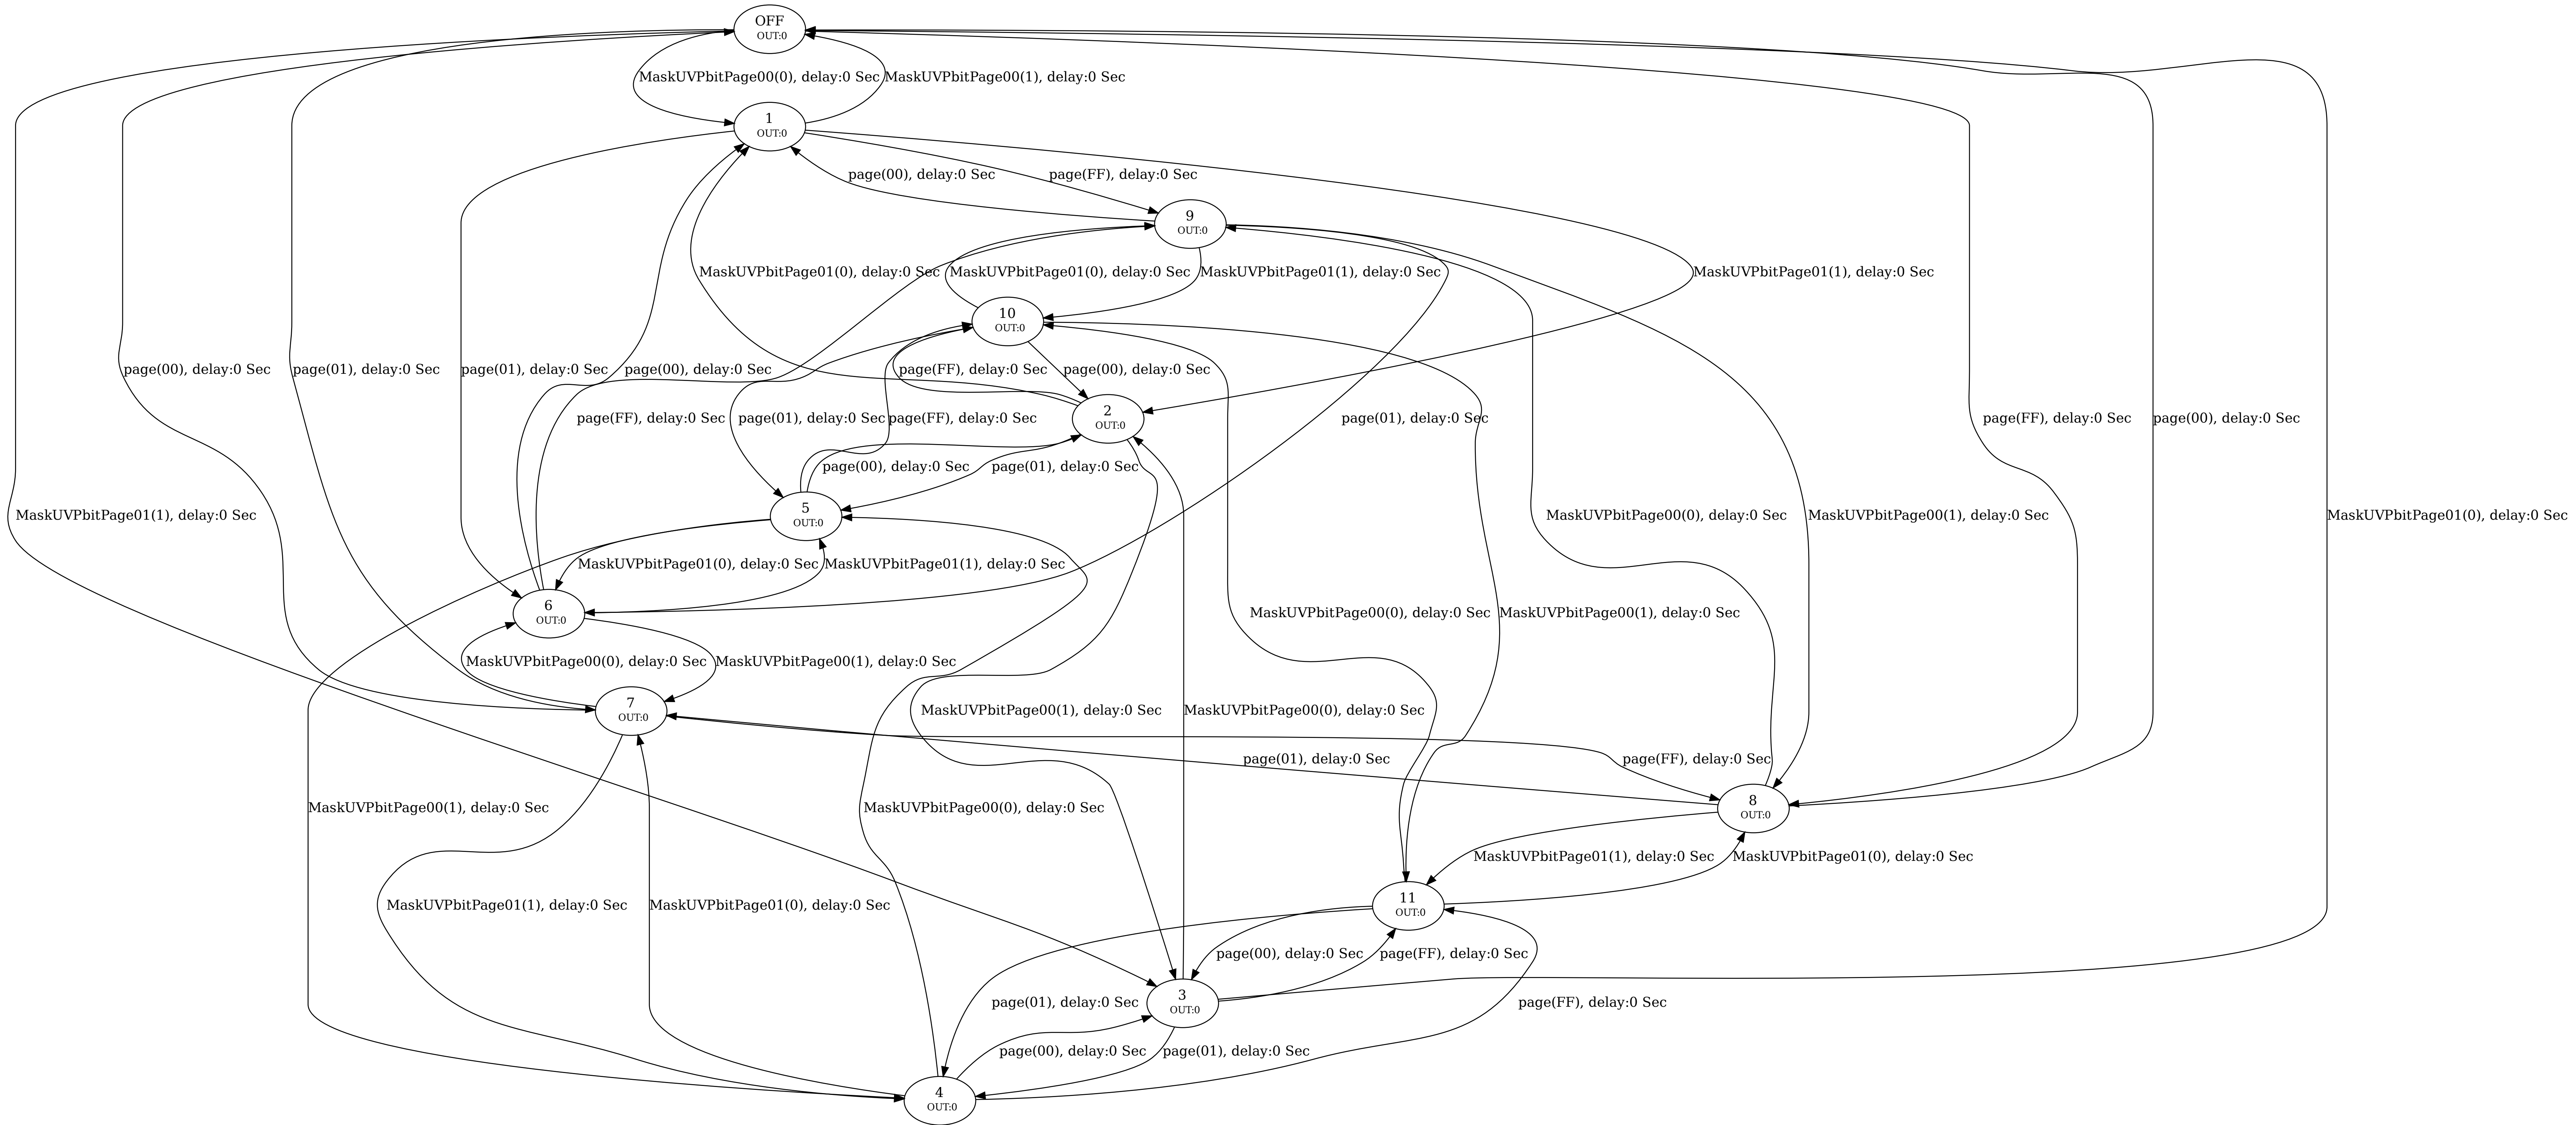 OFF
OUT:0
MaskUVPbitPage00(0), delay:0 Sec
MaskUVPbitPage00(1), delay:0 Sec
1
OUT:0
page(00), delay:0 Sec
page(FF), delay:0 Sec
9
OUT:0
MaskUVPbitPage01(0), delay:0 Sec
MaskUVPbitPage01(0), delay:0 Sec
MaskUVPbitPage01(1), delay:0 Sec
MaskUVPbitPage01(1), delay:0 Sec
10
OUT:0
page(00), delay:0 Sec
page(01), delay:0 Sec
page(01), delay:0 Sec
page(00), delay:0 Sec
page(FF), delay:0 Sec
page(00), delay:0 Sec
page(FF), delay:0 Sec
page(01), delay:0 Sec
page(FF), delay:0 Sec
2
OUT:0
page(01), delay:0 Sec
page(FF), delay:0 Sec
page(00), delay:0 Sec
page(00), delay:0 Sec
page(01), delay:0 Sec
MaskUVPbitPage01(1), delay:0 Sec
5
OUT:0
MaskUVPbitPage00(0), delay:0 Sec
MaskUVPbitPage00(1), delay:0 Sec
MaskUVPbitPage01(0), delay:0 Sec
MaskUVPbitPage01(0), delay:0 Sec
MaskUVPbitPage01(1), delay:0 Sec
6
OUT:0
MaskUVPbitPage00(0), delay:0 Sec
MaskUVPbitPage00(1), delay:0 Sec
MaskUVPbitPage00(0), delay:0 Sec
MaskUVPbitPage00(1), delay:0 Sec
7
OUT:0
MaskUVPbitPage00(1), delay:0 Sec
MaskUVPbitPage00(0), delay:0 Sec
page(01), delay:0 Sec
page(FF), delay:0 Sec
MaskUVPbitPage00(1), delay:0 Sec
MaskUVPbitPage00(0), delay:0 Sec
8
OUT:0
MaskUVPbitPage01(1), delay:0 Sec
MaskUVPbitPage01(0), delay:0 Sec
MaskUVPbitPage01(1), delay:0 Sec
MaskUVPbitPage01(0), delay:0 Sec
11
OUT:0
page(00), delay:0 Sec
page(FF), delay:0 Sec
page(01), delay:0 Sec
3
OUT:0
page(FF), delay:0 Sec
page(00), delay:0 Sec
page(01), delay:0 Sec
4
OUT:0